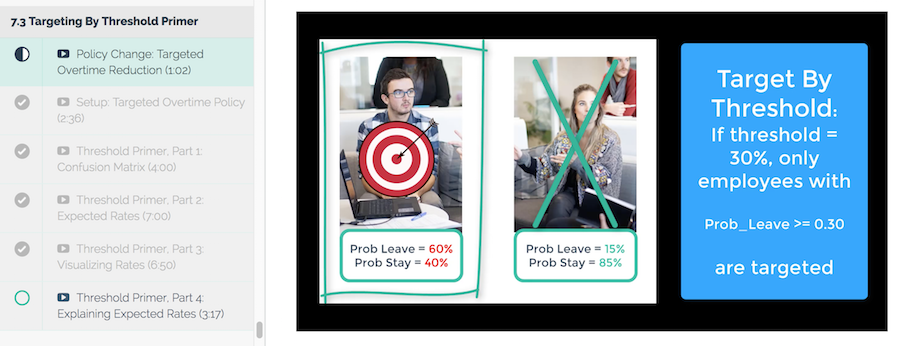 7.3 Targeting By Threshold Primer
Policy Change: Targeted
Overtime Reduction (1:02)
Setup: Targeted Overtime Policy
(2:36)
Threshold Primer, Part 1:
Confusion Matrix (4:00)
Threshold Primer, Part 2:
Expected Rates (7:00)
Threshold Primer, Part 3:
Visualizing Rates (6:50)
Threshold Primer, Part 4:
Explaining Expected Rates (3:17)
Prob Leave = 60%
Prob Stay = 40%
Prob Leave = 15%
Prob Stay = 85%
Target By
Threshold:
If threshold =
30%, only
employees with
Prob_Leave >= 0.30
are targeted